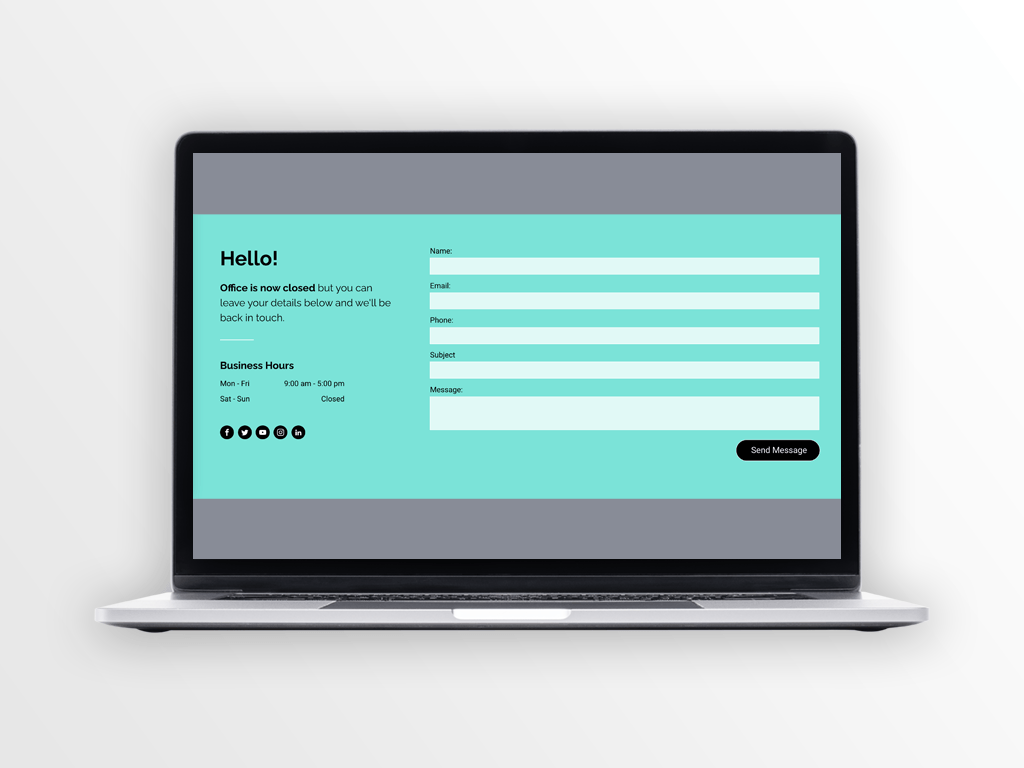 Hello!
Office is now closed but you can
leave your details below and we'll be
back in touch.
Business Hours
Mon - Fri 9:00 am - 5:00 pm
Sat - Sun Closed
Name:
Email:
Phone:
Subject
Message:
Send Message